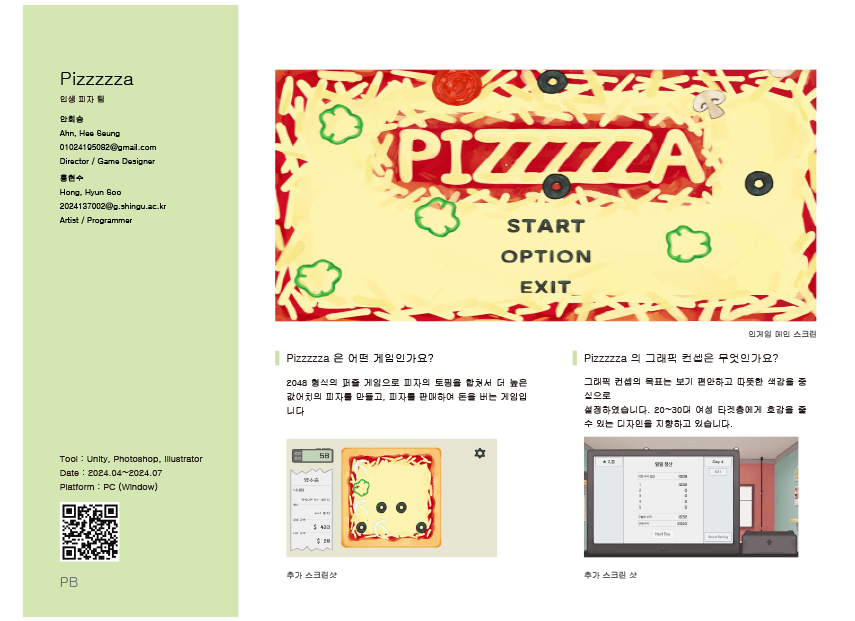 Pizzzzza
인생 피자 팀
안희승
Ahn, Hee Seung
01024195082@gmail.com
Director / Game Designer
홍현수
Hong, Hyun Soo
2024137002@g.shingu.ac.kr
Artist / Programmer
Tool : Unity, Photoshop, Illustrator
Date : 2024.04~2024.07
Platform : PC (Window)
PB
PIZZZZZA
START
OPTION
EXIT
인게임 메인 스크린
Pizzzzza 은 어떤 게임인가요?
2048 형식의 퍼즐 게임으로 피자의 토핑을 합쳐서 더 높은
값어치의 피자를 만들고, 피자를 판매하여 돈을 버는 게임입
니다
58
영수증
$ 433
추가 스크린샷
Pizzzzza 의 그래픽 컨셉은 무엇인가요?
그래픽 컨셉의 목표는 보기 편안하고 따뜻한 색감을 중
심으로
설정하였습니다. 20~30대 여성 타겟층에게 호감을 줄
수 있는 디자인을 지향하고 있습니다.
일일 정산
Day 4
Next Day
추가 스크린 샷